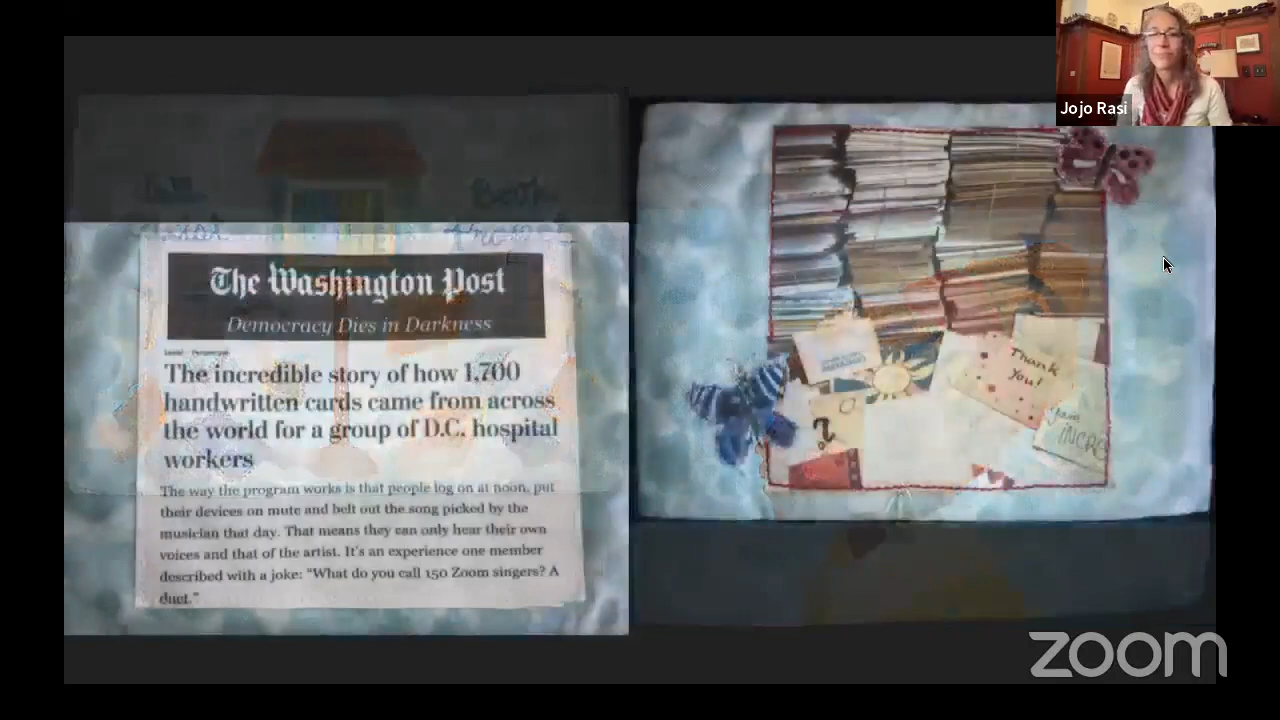 Jojo Rasi
The Washington Post
Democracy Dies in Darkness
The incredible story of how 1,700
handwritten cards came from across
the world for a group of D.C. hospital
workers
The way the program works is that people log on at noon, put
their devices on mute and belt out the song picked by the
musician that day. That means they can only hear their own
voices and that of the artist. It's an experience one member
described with a joke: “What do you call 150 Zoom singers? A
duet.”
Thank
You!
?
INCR
zoom